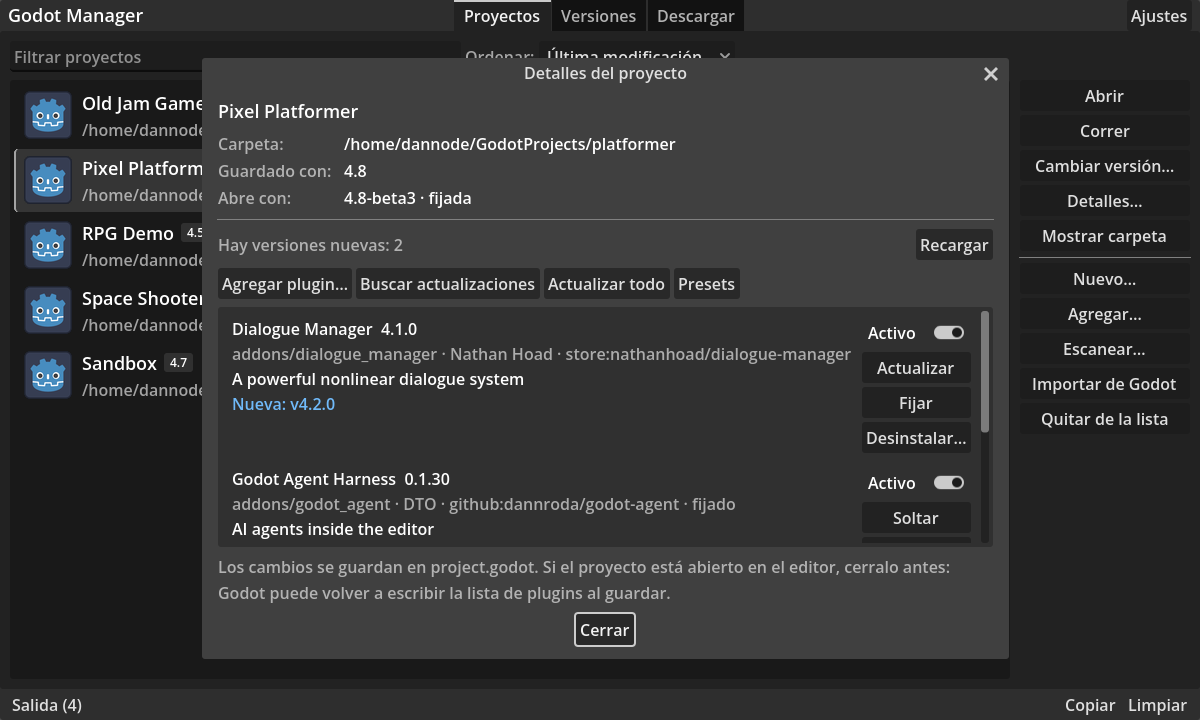 Godot Manager
Proyectos
Versiones
Descargar
Ajustes
Filtrar proyectos
Ordenar:
Última modificación
Old Jam Game
/home/dannode
Pixel Platform
/home/dannode
RPG Demo 4.5
/home/dannode
Space Shooter
/home/dannode
Sandbox 4.7
/home/dannode
Detalles del proyecto
Pixel Platformer
Carpeta: /home/dannode/GodotProjects/platformer
Guardado con: 4.8
Abre con: 4.8-beta3 · fijada
Hay versiones nuevas: 2
Recargar
Agregar plugin...
Buscar actualizaciones
Actualizar todo
Presets
Dialogue Manager 4.1.0
addons/dialogue_manager · Nathan Hoad · store:nathanhoad/dialogue-manager
A powerful nonlinear dialogue system
Nueva: v4.2.0
Activo
Actualizar
Fijar
Desinstalar...
Godot Agent Harness 0.1.30
addons/godot_agent · DTO · github:dannroda/godot-agent · fijado
AI agents inside the editor
Activo
Soltar
Los cambios se guardan en project.godot. Si el proyecto está abierto en el editor, cerralo antes:
Godot puede volver a escribir la lista de plugins al guardar.
Cerrar
Abrir
Correr
Cambiar versión...
Detalles...
Mostrar carpeta
Nuevo...
Agregar...
Escanear...
Importar de Godot
Quitar de la lista
Salida (4)
Copiar
Limpiar